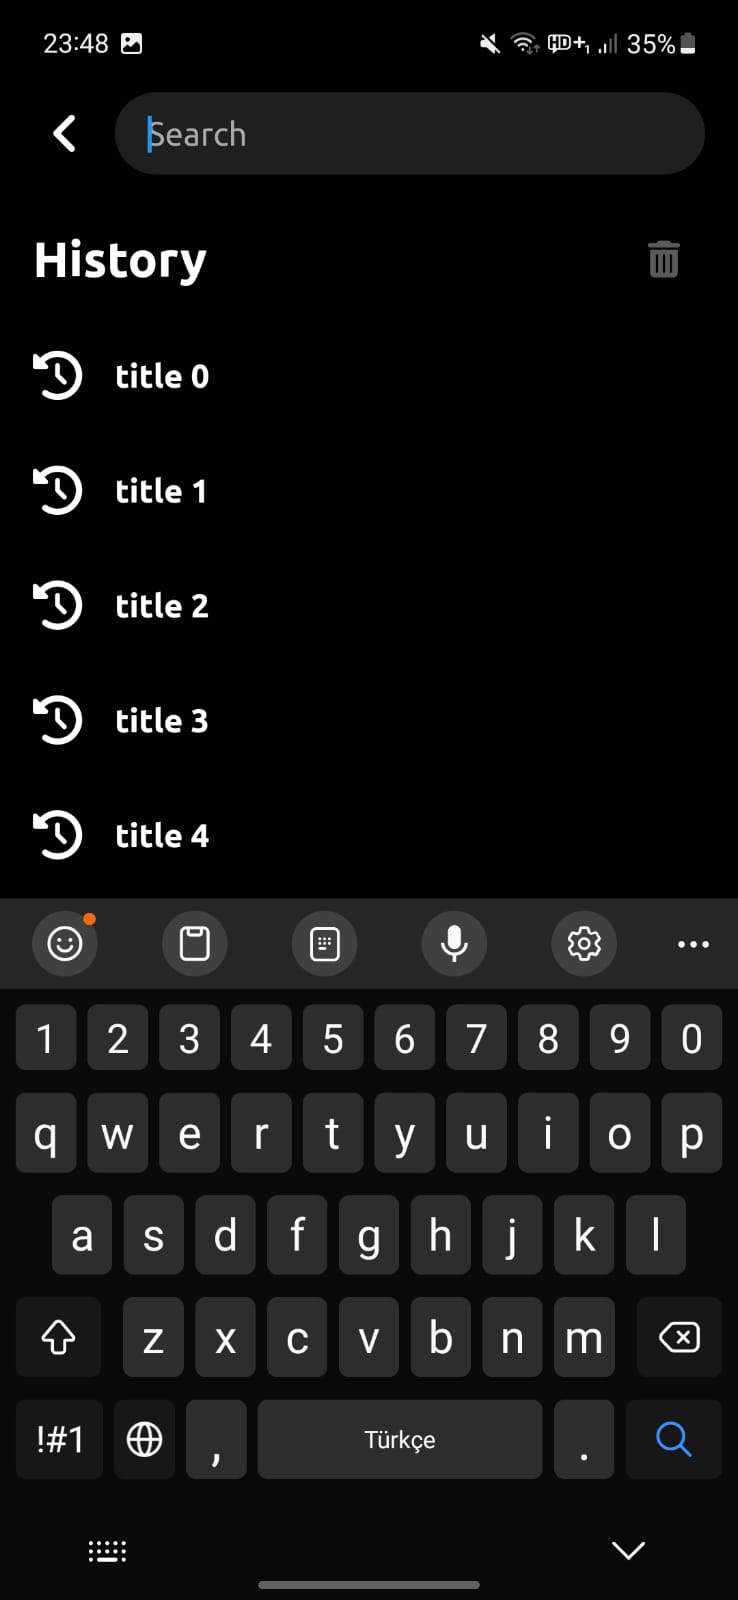 23:48 35%
Search
History
title 0
title 1
title 2
title 3
title 4
1 2 3 4 5 6 7 8 9 0
q w e r t y u i o p
a s d f g h j k l
z x c v b n m
!#1 , Türkçe .